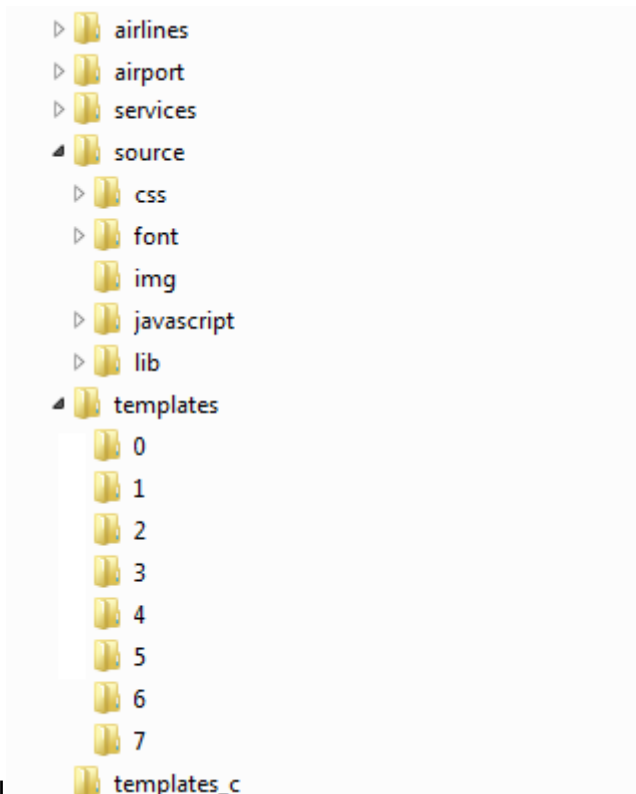 airlines
airport
services
source
css
font
img
javascript
lib
templates
0
1
2
3
4
5
6
7
templates_c